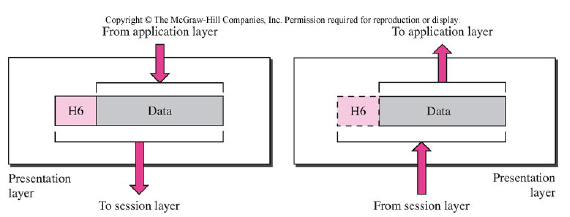 Copyright © The McGraw-Hill Companies, Inc. Permission required for reproduction or display.
From application layer
To application layer
H6
Data
H6
Data
Presentation
layer
To session layer
From session layer
Presentation
layer